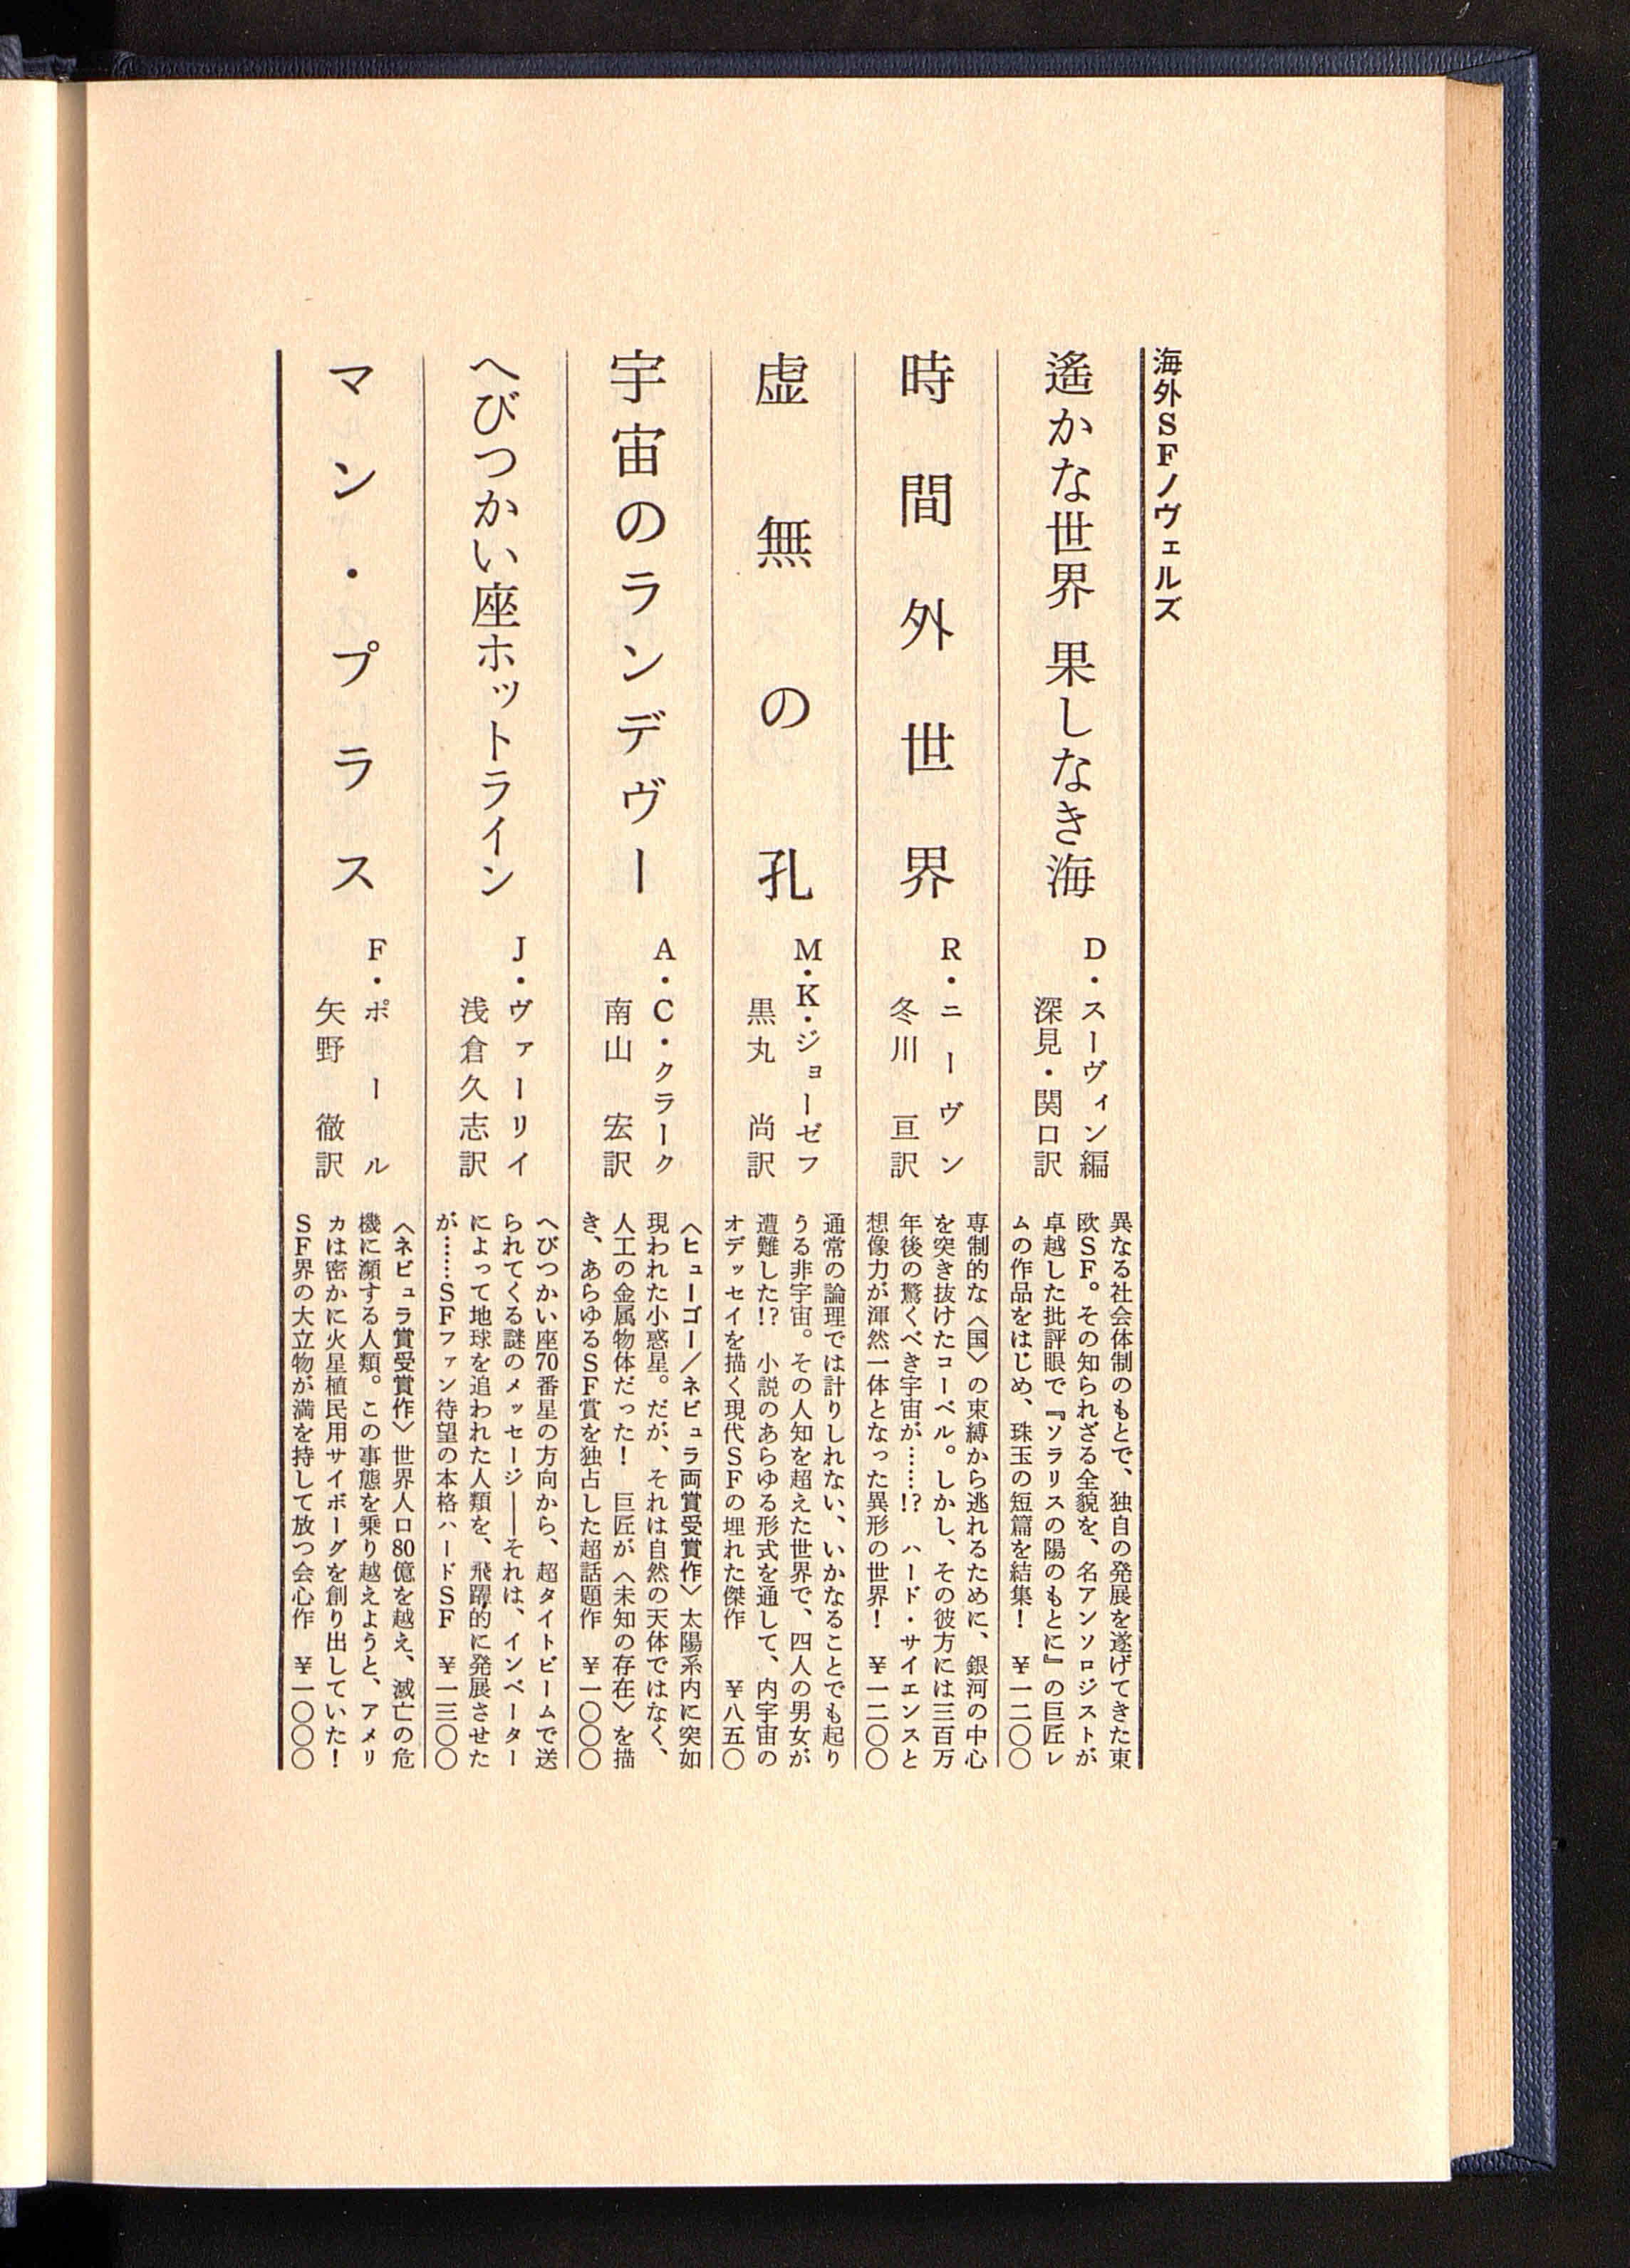 海外SFノヴェルズ
遙かな世界 果しなき海
D・スーヴィン編
深見・関口訳
異なる社会体制のもとで、独自の発展を遂げてきた東
欧SF。その知られざる全貌を、名アンソロジストが
卓越した批評眼で『ソラリスの陽のもとに』の巨匠レ
ムの作品をはじめ、珠玉の短篇を結集! ¥一二〇〇
時間外世界
R・ニーヴン
冬川 亘訳
専制的な〈国〉の束縛から逃れるために、銀河の中心
を突き抜けたコーベル。しかし、その彼方には三百万
年後の驚くべき宇宙が……!? ハード・サイエンスと
想像力が渾然一体となった異形の世界! ¥一二〇〇
虚無の孔
M・K・ジョーゼフ
黒丸 尚訳
通常の論理では計りしれない、いかなることでも起り
うる非宇宙。その人知を超えた世界で、四人の男女が
遭難した!? 小説のあらゆる形式を通して、内宇宙の
オデッセイを描く現代SFの埋れた傑作 ¥八五〇
宇宙のランデヴー
A・C・クラーク
南山 宏訳
〈ヒューゴー/ネビュラ両賞受賞作〉太陽系内に突如
現われた小惑星。だが、それは自然の天体ではなく、
人工の金属物体だった! 巨匠が〈未知の存在〉を描
き、あらゆるSF賞を独占した超話題作 ¥一〇〇〇
へびつかい座ホットライン
J・ヴァーリイ
浅倉久志訳
へびつかい座70番星の方向から、超タイトビームで送
られてくる謎のメッセージ——それは、インベーター
によって地球を追われた人類を、飛躍的に発展させた
が……SFファン待望の本格ハードSF ¥一三〇〇
マン・プラス
F・ポール
矢野 徹訳
〈ネビュラ賞受賞作〉世界人口80億を越え、滅亡の危
機に瀕する人類。この事態を乗り越えようと、アメリ
カは密かに火星植民用サイボーグを創り出していた!
SF界の大立物が満を持して放つ会心作 ¥一〇〇〇